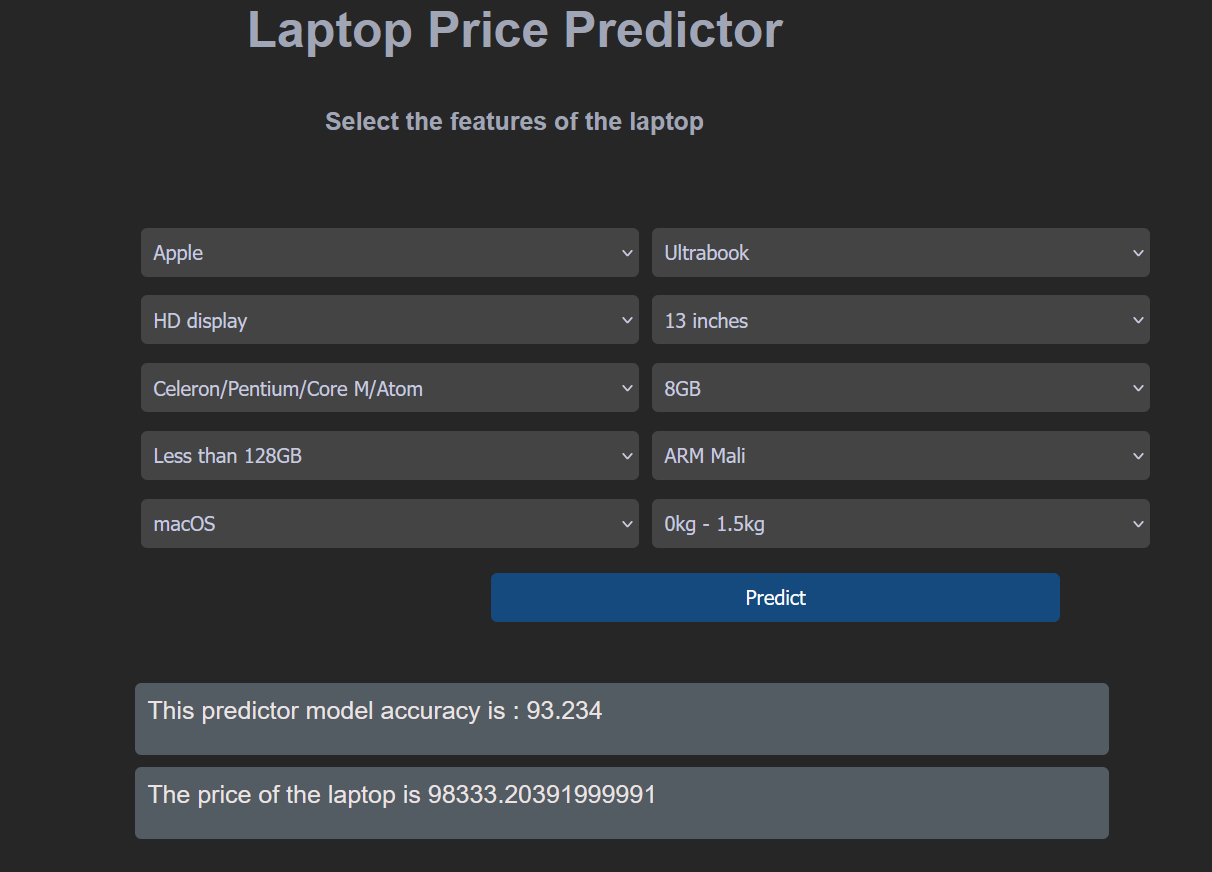 Laptop Price Predictor
Select the features of the laptop
Apple
Ultrabook
HD display
13 inches
Celeron/Pentium/Core M/Atom
8GB
Less than 128GB
ARM Mali
macOS
0kg - 1.5kg
Predict
This predictor model accuracy is : 93.234
The price of the laptop is 98333.20391999991